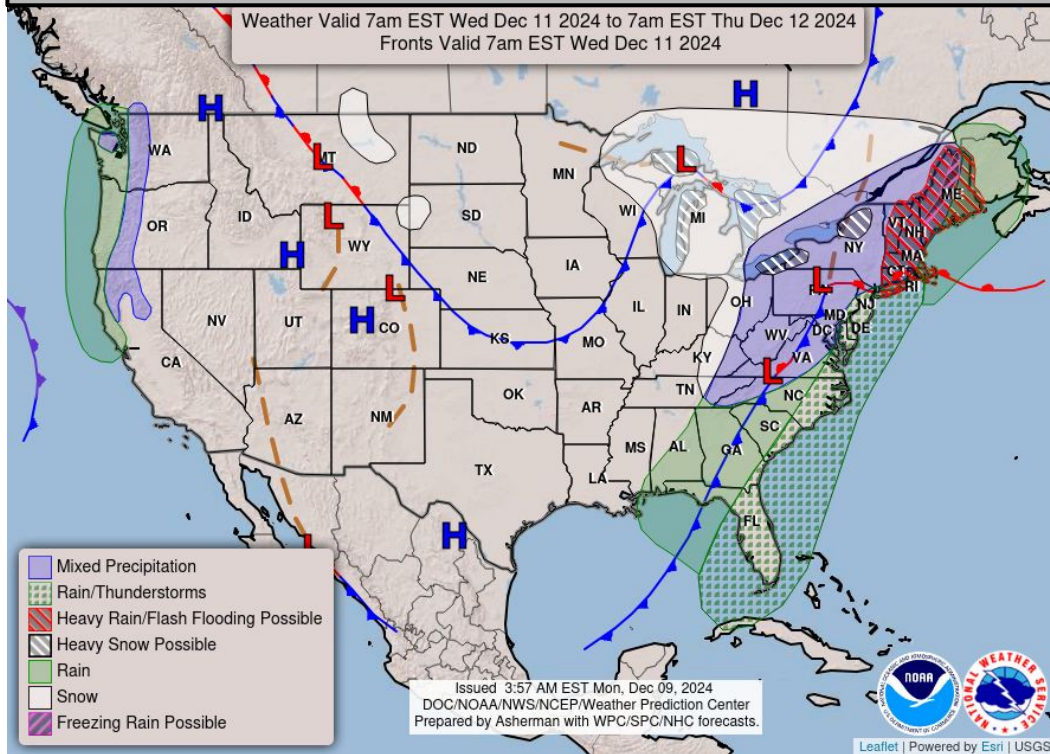 Weather Valid 7am EST Wed Dec 11 2024 to 7am EST Thu Dec 12 2024
Fronts Valid 7am EST Wed Dec 11 2024
H
H
WA
L
MT
ND
MN
L
ME
OR
ID
L
WY
SD
WI
MI
VT
NH
NY
MA
H
L
NE
IA
L
CT
RI
NV
UT
H
CO
KS
MO
IL
IN
OH
NJ
MD
DE
DC
WV
VA
CA
KY
L
AZ
NM
OK
AR
TN
NC
SC
TX
LA
MS
AL
GA
FL
H
L
Mixed Precipitation
Rain/Thunderstorms
Heavy Rain/Flash Flooding Possible
Heavy Snow Possible
Rain
Snow
Freezing Rain Possible
Issued 3:57 AM EST Mon, Dec 09, 2024
DOC/NOAA/NWS/NCEP/Weather Prediction Center
Prepared by Asherman with WPC/SPC/NHC forecasts.
NOAA
NATIONAL WEATHER SERVICE
Leaflet | Powered by Esri | USGS